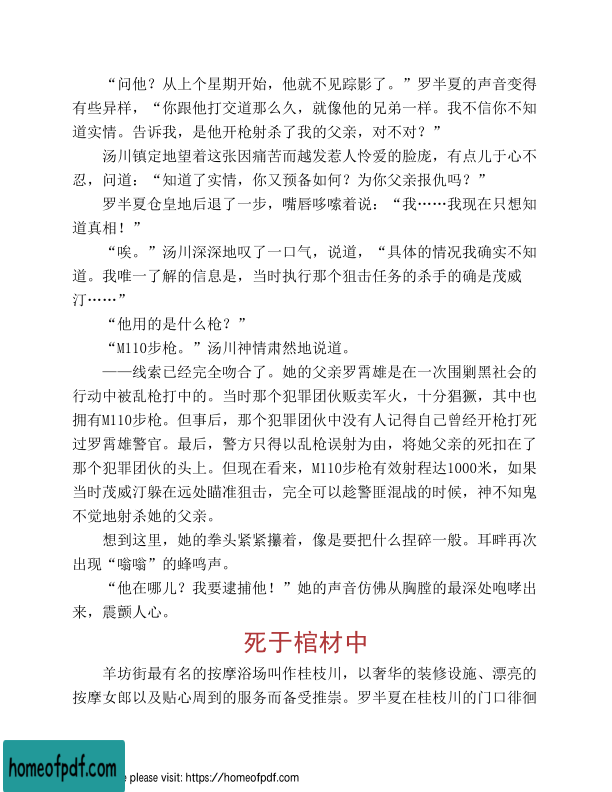 “问他？从上个星期开始，他就不见踪影了。”罗半夏的声音变得
有些异样，“你跟他打交道那么久，就像他的兄弟一样。我不信你不知
道实情。告诉我，是他开枪射杀了我的父亲，对不对？”
汤川镇定地望着这张因痛苦而越发惹人怜爱的脸庞，有点儿于心不
忍，问道：“知道了实情，你又预备如何？为你父亲报仇吗？”
罗半夏仓皇地后退了一步，嘴唇哆嗦着说：“我……我现在只想知
道真相！”
“唉。”汤川深深地叹了一口气，说道，“具体的情况我确实不知
道。我唯一了解的信息是，当时执行那个狙击任务的杀手的确是茂威
汀……”
“他用的是什么枪？”
“M110步枪。”汤川神情肃然地说道。
——线索已经完全吻合了。她的父亲罗霄雄是在一次围剿黑社会的
行动中被乱枪打中的。当时那个犯罪团伙贩卖军火，十分猖獗，其中也
拥有M110步枪。但事后，那个犯罪团伙中没有人记得自己曾经开枪打死
过罗霄雄警官。最后，警方只得以乱枪误射为由，将她父亲的死扣在了
那个犯罪团伙的头上。但现在看来，M110步枪有效射程达1000米，如果
当时茂威汀躲在远处瞄准狙击，完全可以趁警匪混战的时候，神不知鬼
不觉地射杀她的父亲。
想到这里，她的拳头紧紧攥着，像是要把什么捏碎一般。耳畔再次
出现“嗡嗡”的蜂鸣声。
“他在哪儿？我要逮捕他！”她的声音仿佛从胸膛的最深处咆哮出
来，震颤人心。
死于棺材中
羊坊街最有名的按摩浴场叫作桂枝川，以奢华的装修设施、漂亮的
按摩女郎以及贴心周到的服务而备受推崇。罗半夏在桂枝川的门口徘徊
homeofpdf.com
e please visit: https://homeofpdf.com